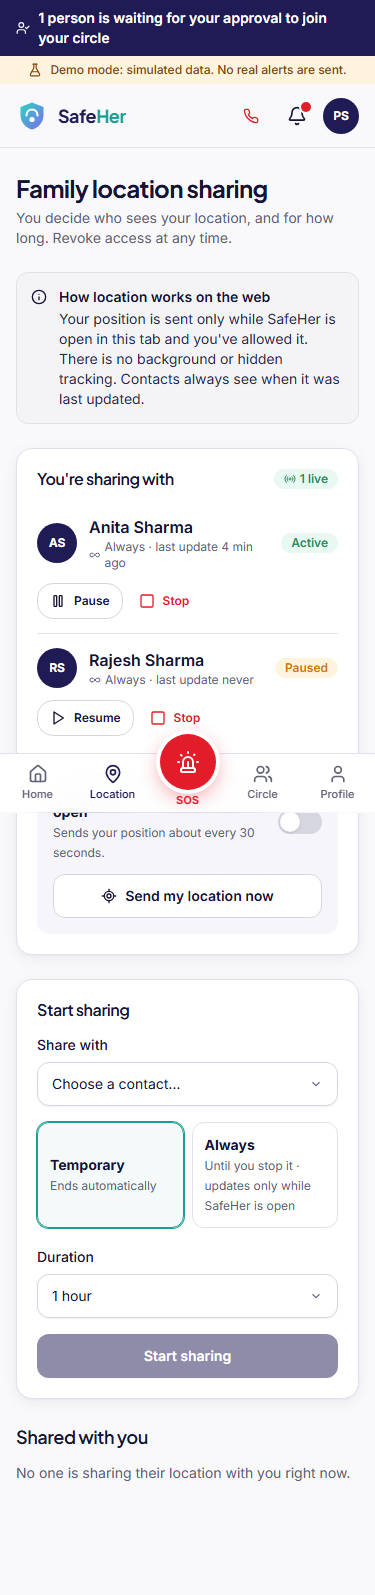 1 person is waiting for your approval to join
your circle
Demo mode: simulated data. No real alerts are sent.
SafeHer
PS
Family location sharing
You decide who sees your location, and for how
long. Revoke access at any time.
How location works on the web
Your position is sent only while SafeHer is
open in this tab and you've allowed it.
There is no background or hidden
tracking. Contacts always see when it was
last updated.
You're sharing with
1 live
AS
Anita Sharma
Always · last update 4 min
ago
Active
Pause
Stop
RS
Rajesh Sharma
Always · last update never
Paused
Resume
Stop
Home
Location
SOS
Circle
Profile
open
Sends your position about every 30
seconds.
Send my location now
Start sharing
Share with
Choose a contact...
Temporary
Ends automatically
Always
Until you stop it ·
updates only while
SafeHer is open
Duration
1 hour
Start sharing
Shared with you
No one is sharing their location with you right now.